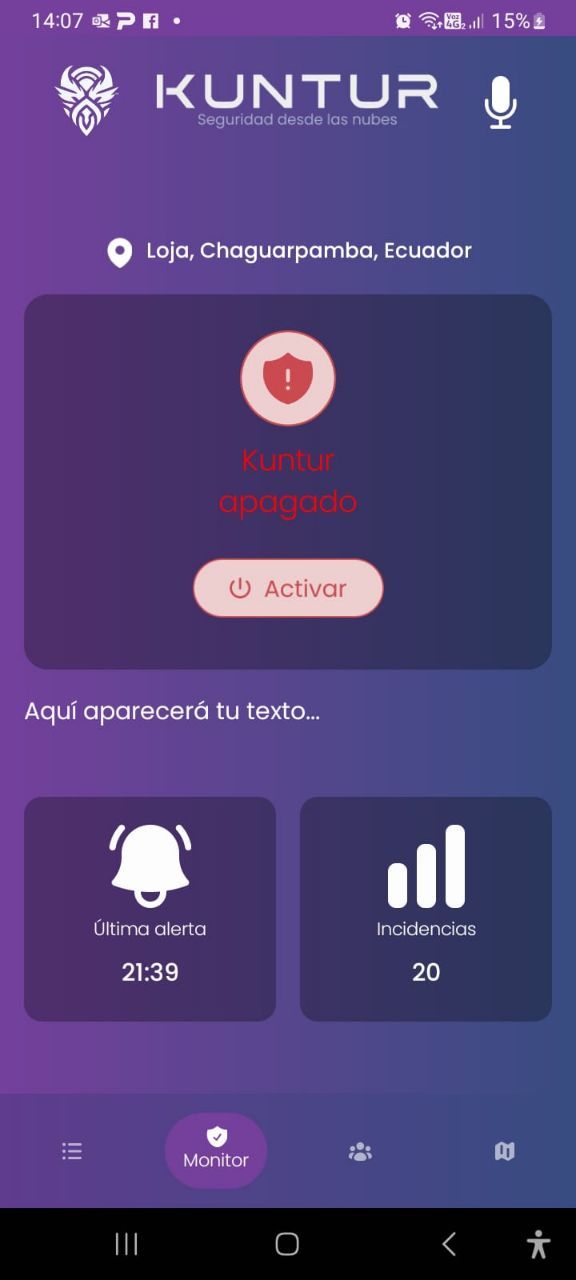 14:07 15%
KUNTUR
Seguridad desde las nubes
Loja, Chaguarpamba, Ecuador
Kuntur
apagado
Activar
Aquí aparecerá tu texto...
Última alerta
21:39
Incidencias
20
Monitor